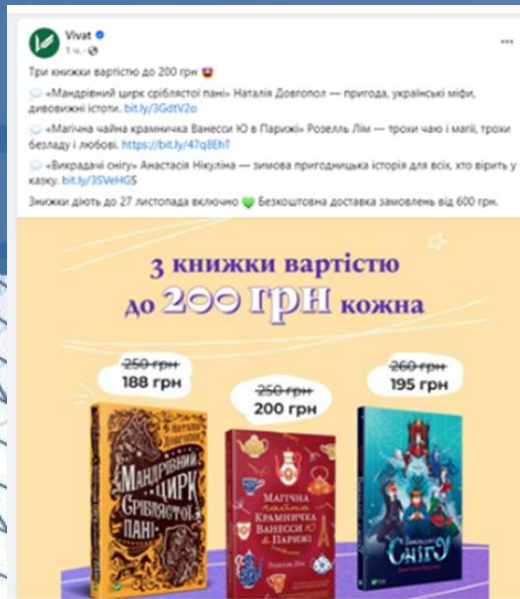 Vivat
1 ч. ·
Три книжки вартістю до 200 грн
«Мандрівний цирк сріблястої пані» Наталія Довгопол — пригода, українські міфи,
дивовижні істоти. bit.ly/3GdtV2o
«Магічна чайна крамничка Ванесси Ю в Парижі» Розелль Лім — трохи чаю і магії, трохи
безладу і любові. https://bit.ly/47q8EhT
«Викрадачі снігу» Анастасія Нікуліна — зимова пригодницька історія для всіх, хто вірить у
казку. bit.ly/3SVeHGS
Знижки діють до 27 листопада включно Безкоштовна доставка замовлень від 600 грн.
3 книжки вартістю
до 200 грн кожна
250 грн
188 грн
250 грн
200 грн
260 грн
195 грн
Наталія
Довгопол
Мандрівний
цирк
сріблястої
пані
Магічна
чайна
крамничка
Ванесси Ю
в Парижі
Розелль Лім
Викрадачі
снігу